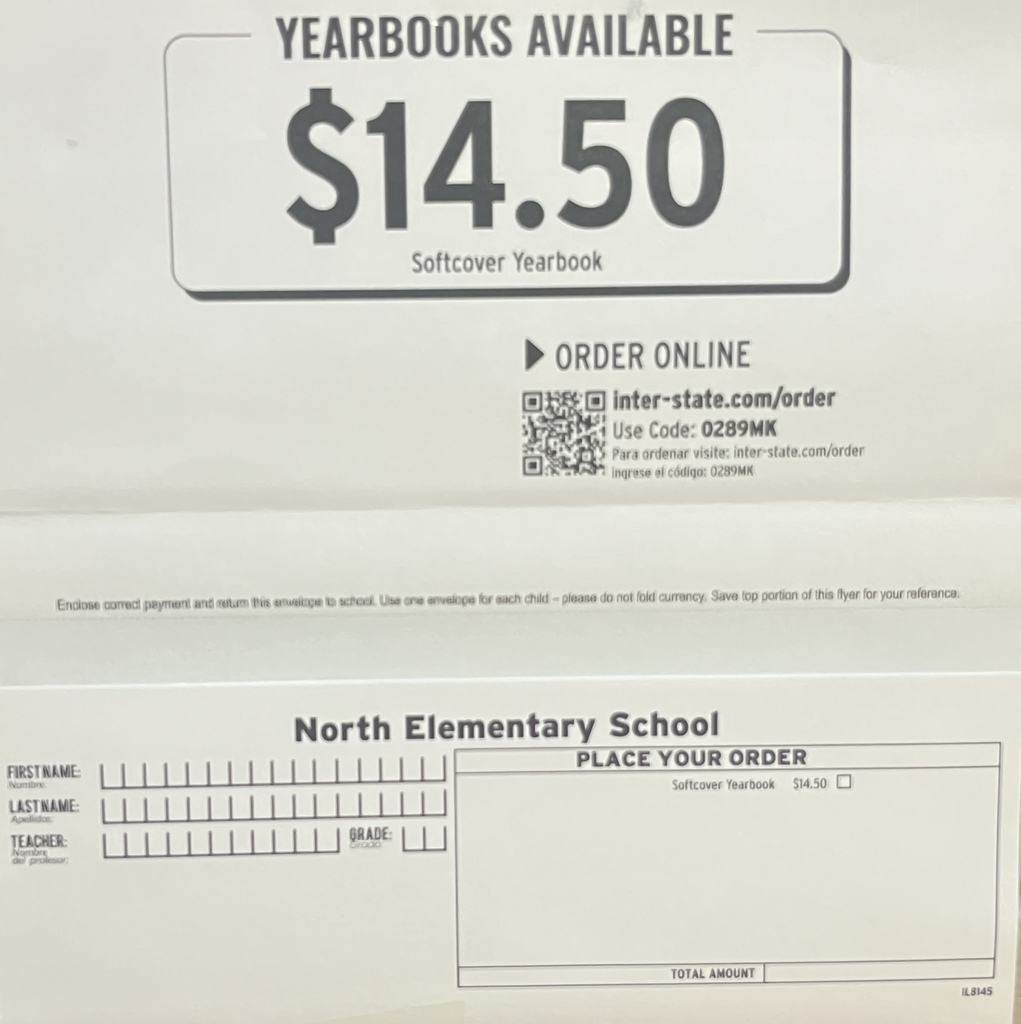 YEARBOOKS AVAILABLE
$14.50
Softcover Yearbook
ORDER ONLINE
inter-state.com/order
Use Code: 0289MK
Para ordenar visite: inter-state.com/order
ingrese el código: 0289MK
Enclose correct payment and return this envelope to school. Use one envelope for each child – please do not fold currency. Save top portion of this flyer for your reference.
North Elementary School
PLACE YOUR ORDER
FIRST NAME:
Nombre:
Softcover Yearbook $14.50
LAST NAME:
Apellidos:
TEACHER:
Nombre
del profesor:
GRADE:
Grado
TOTAL AMOUNT
IL8145